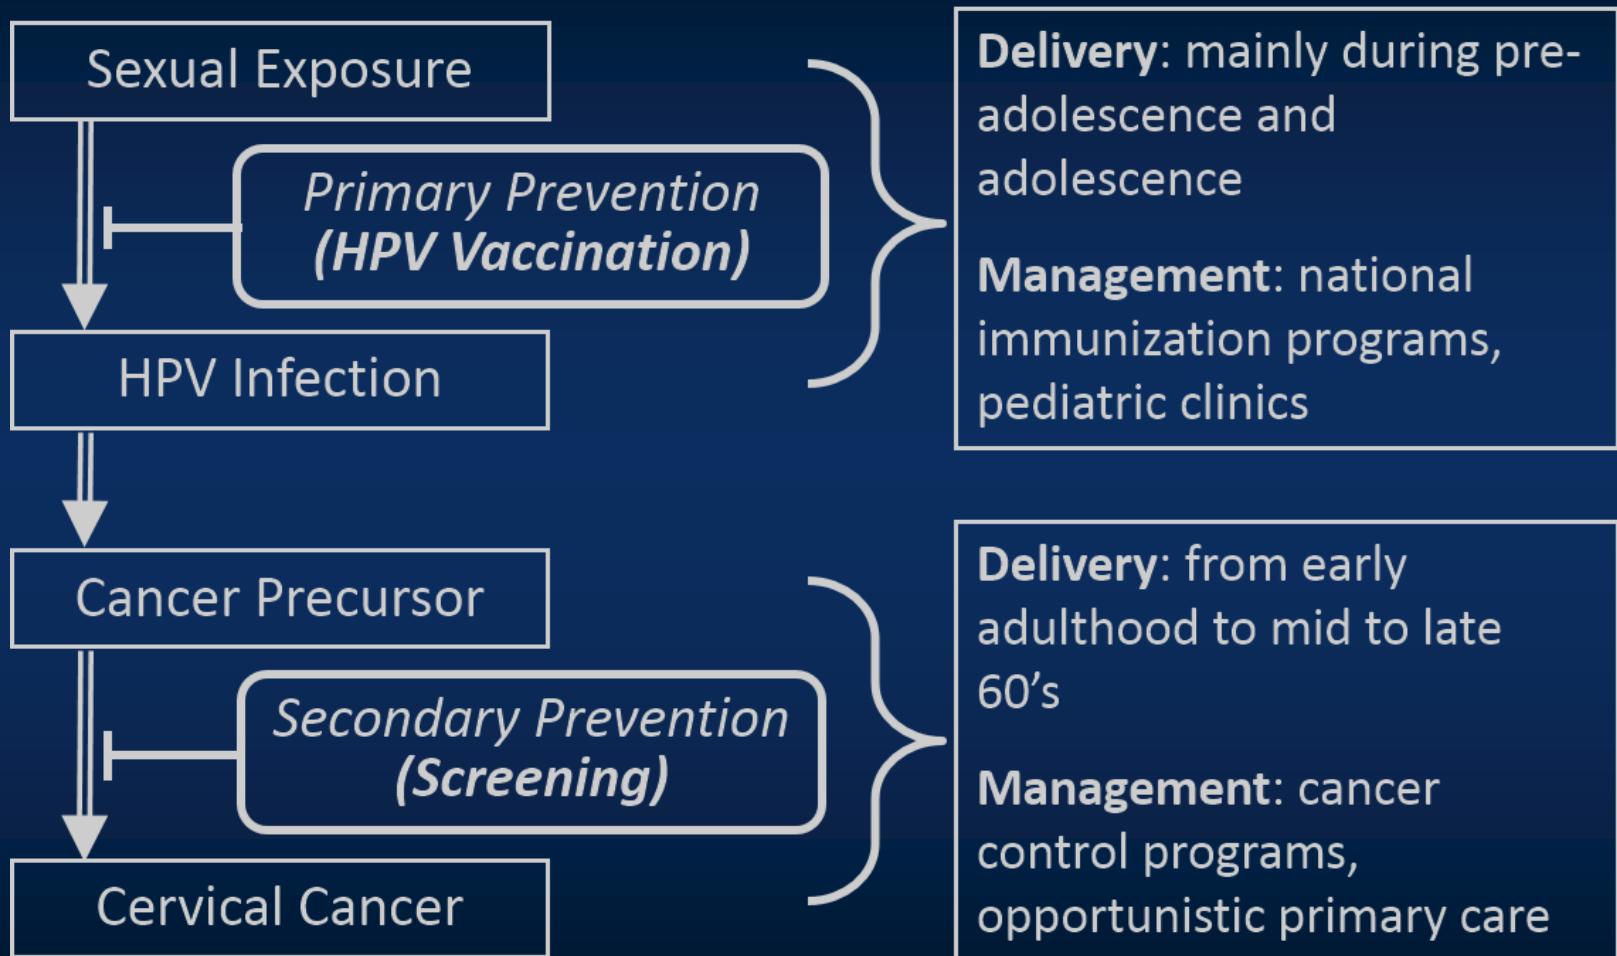 Sexual Exposure
Primary Prevention
(HPV Vaccination)
HPV Infection
Delivery: mainly during pre-
adolescence and
adolescence
Management: national
immunization programs,
pediatric clinics
Cancer Precursor
Secondary Prevention
(Screening)
Cervical Cancer
Delivery: from early
adulthood to mid to late
60’s
Management: cancer
control programs,
opportunistic primary care